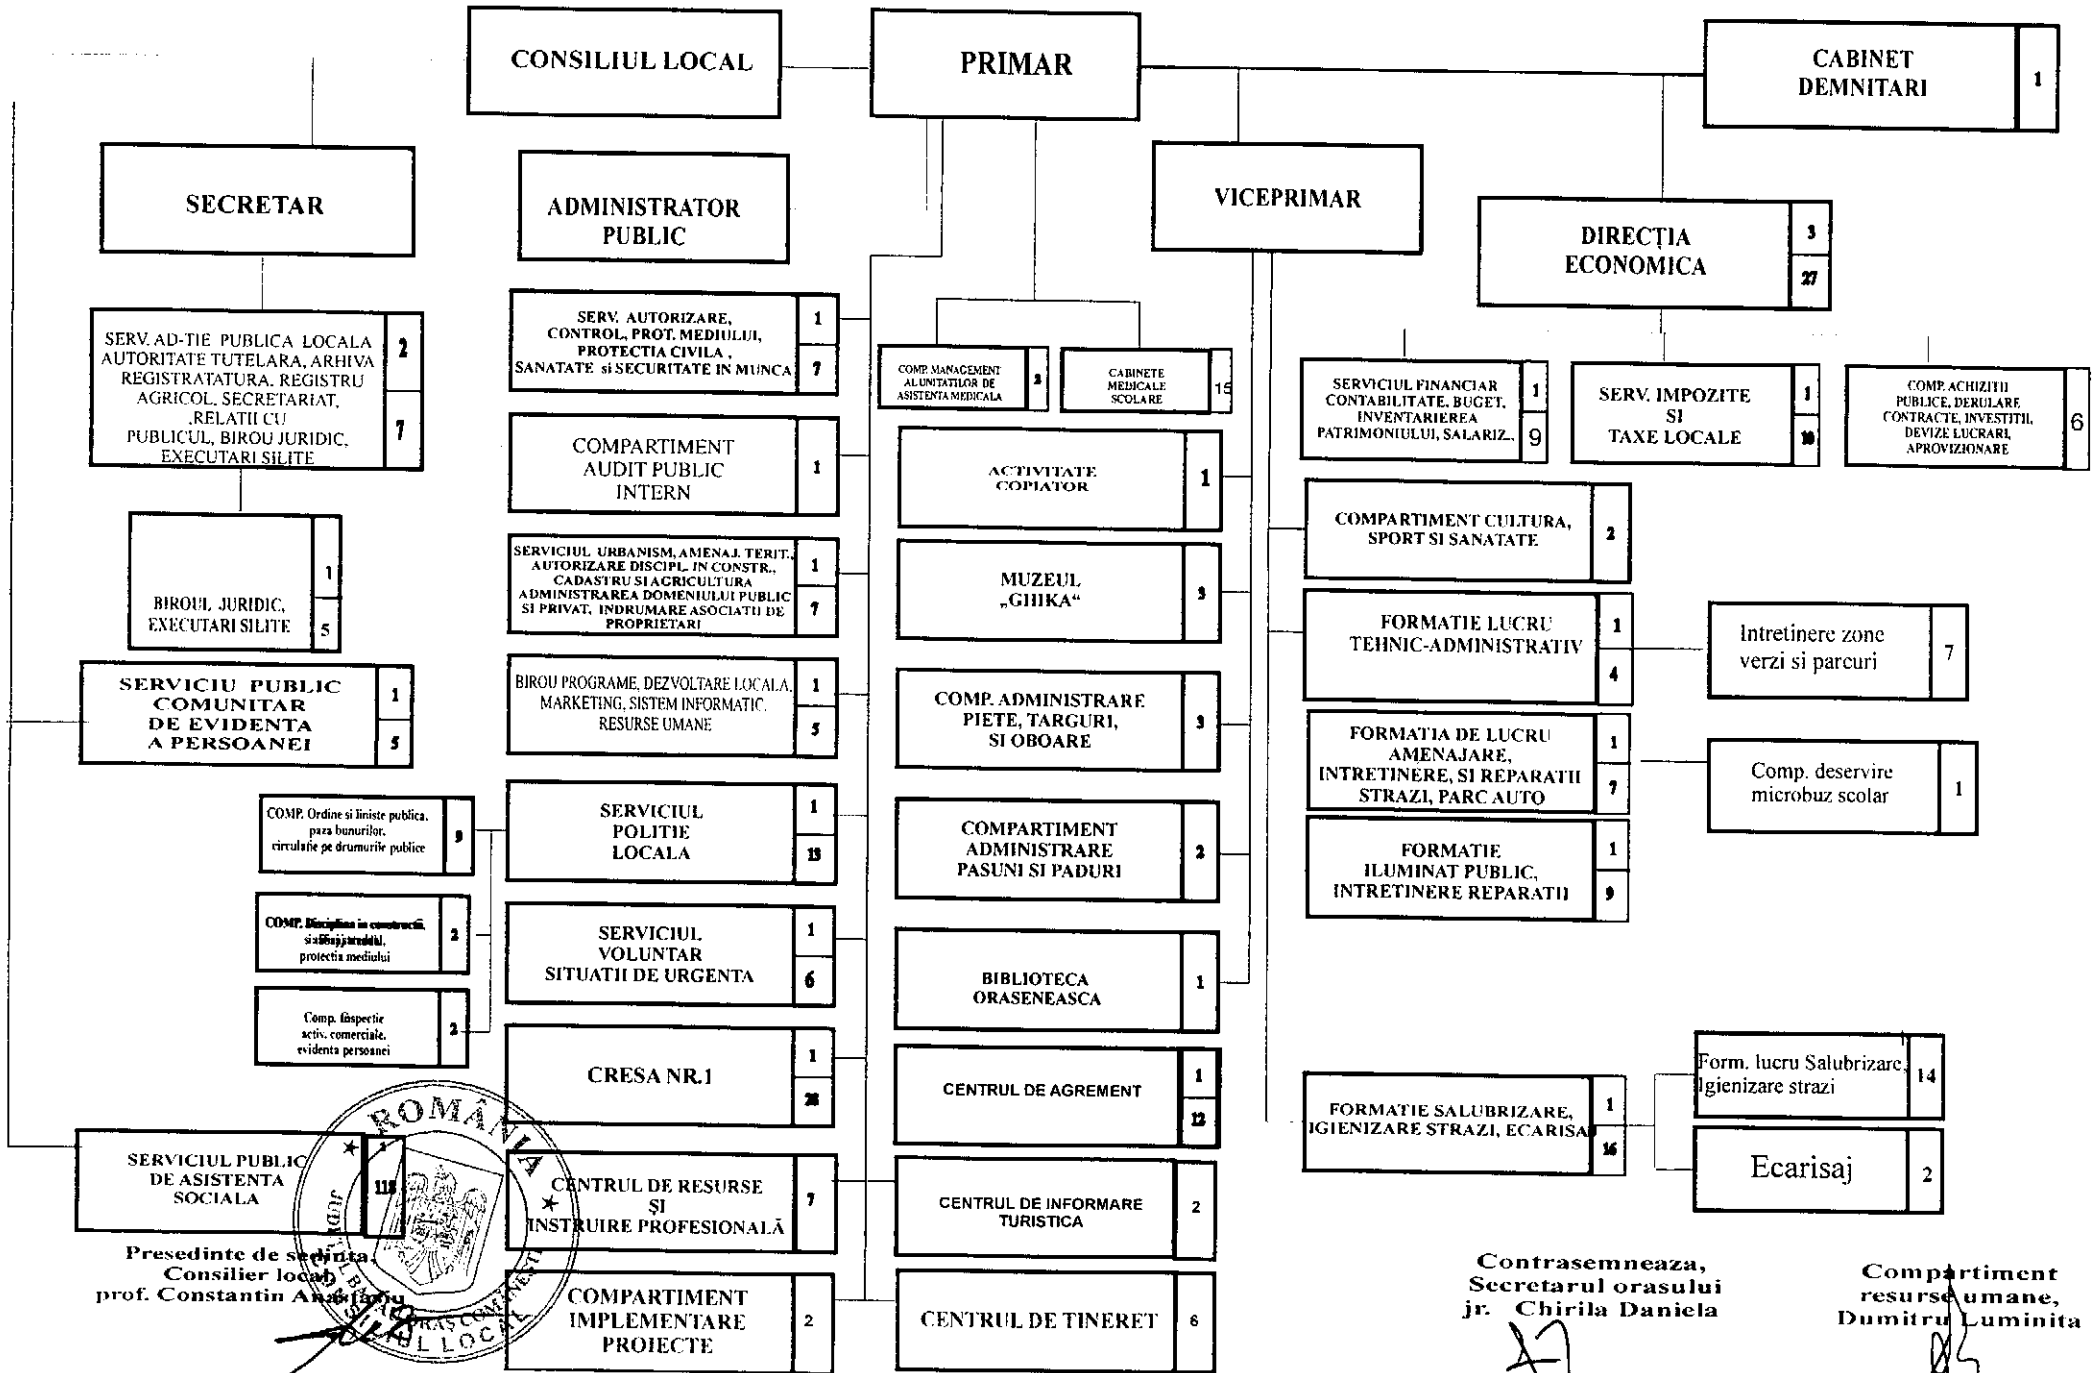 CONSILIUL LOCAL
PRIMAR
CABINET
DEMNITARI
1
SECRETAR
ADMINISTRATOR
PUBLIC
VICEPRIMAR
DIRECȚIA
ECONOMICA
3
27
SERV. AD-TIE PUBLICA LOCALA
AUTORITATE TUTELARA, ARHIVA
REGISTRATURA, REGISTRU
AGRICOL, SECRETARIAT,
,RELATII CU
PUBLICUL, BIROU JURIDIC,
EXECUTARI SILITE
2
7
BIROUL JURIDIC,
EXECUTARI SILITE
1
5
SERVICIU PUBLIC
COMUNITAR
DE EVIDENTA
A PERSOANEI
1
5
SERV. AUTORIZARE,
CONTROL, PROT. MEDIULUI,
PROTECTIA CIVILA ,
SANATATE si SECURITATE IN MUNCA
1
7
COMPARTIMENT
AUDIT PUBLIC
INTERN
1
SERVICIUL URBANISM, AMENAJ. TERIT.,
AUTORIZARE DISCIPL. IN CONSTR.,
CADASTRU SI AGRICULTURA
ADMINISTRAREA DOMENIULUI PUBLIC
SI PRIVAT, INDRUMARE ASOCIATII DE
PROPRIETARI
1
7
BIROU PROGRAME, DEZVOLTARE LOCALA,
MARKETING, SISTEM INFORMATIC,
RESURSE UMANE
1
5
SERVICIUL
POLITIE
LOCALA
1
13
COMP. Ordine si liniste publica,
paza bunurilor,
circulatie pe drumurile publice
9
COMP. Disciplina in constructii,
protectia mediului
2
Comp. Inspectie
activ. comerciale,
evidenta persoanei
2
SERVICIUL
VOLUNTAR
SITUATII DE URGENTA
1
6
CRESA NR.1
1
CENTRUL DE RESURSE
ȘI
INSTRUIRE PROFESIONALĂ
7
COMPARTIMENT
IMPLEMENTARE
PROIECTE
2
COMP. MANAGEMENT
AL UNITATILOR DE
ASISTENTA MEDICALA
CABINETE
MEDICALE
SCOLARE
15
ACTIVITATE
COPIATOR
1
MUZEUL
„GHIKA“
3
COMP. ADMINISTRARE
PIETE, TARGURI,
SI OBOARE
3
COMPARTIMENT
ADMINISTRARE
PASUNI SI PADURI
2
BIBLIOTECA
ORASENEASCA
1
CENTRUL DE AGREMENT
1
12
CENTRUL DE INFORMARE
TURISTICA
2
CENTRUL DE TINERET
6
SERVICIUL FINANCIAR
CONTABILITATE, BUGET,
INVENTARIEREA
PATRIMONIULUI, SALARIZ.,
1
9
SERV. IMPOZITE
SI
TAXE LOCALE
1
10
COMP. ACHIZITII
PUBLICE, DERULARE
CONTRACTE, INVESTITII,
DEVIZE LUCRARI,
APROVIZIONARE
6
COMPARTIMENT CULTURA,
SPORT SI SANATATE
2
FORMATIE LUCRU
TEHNIC-ADMINISTRATIV
1
4
Intretinere zone
verzi si parcuri
7
FORMATIA DE LUCRU
AMENAJARE,
INTRETINERE, SI REPARATII
STRAZI, PARC AUTO
1
7
Comp. deservire
microbuz scolar
1
FORMATIE
ILUMINAT PUBLIC,
INTRETINERE REPARATII
1
9
FORMATIE SALUBRIZARE,
IGIENIZARE STRAZI, ECARISAJ
1
16
Form. lucru Salubrizare,
Igienizare strazi
14
Ecarisaj
2
SERVICIUL PUBLIC
DE ASISTENTA
SOCIALA
1
118
ROMÂNIA
CONSILIUL LOCAL
Presedinte de sedinta,
Consilier local,
prof. Constantin Anastasiu
Contrasemneaza,
Secretarul orasului
jr. Chirila Daniela
Compartiment
resurse umane,
Dumitru Luminita